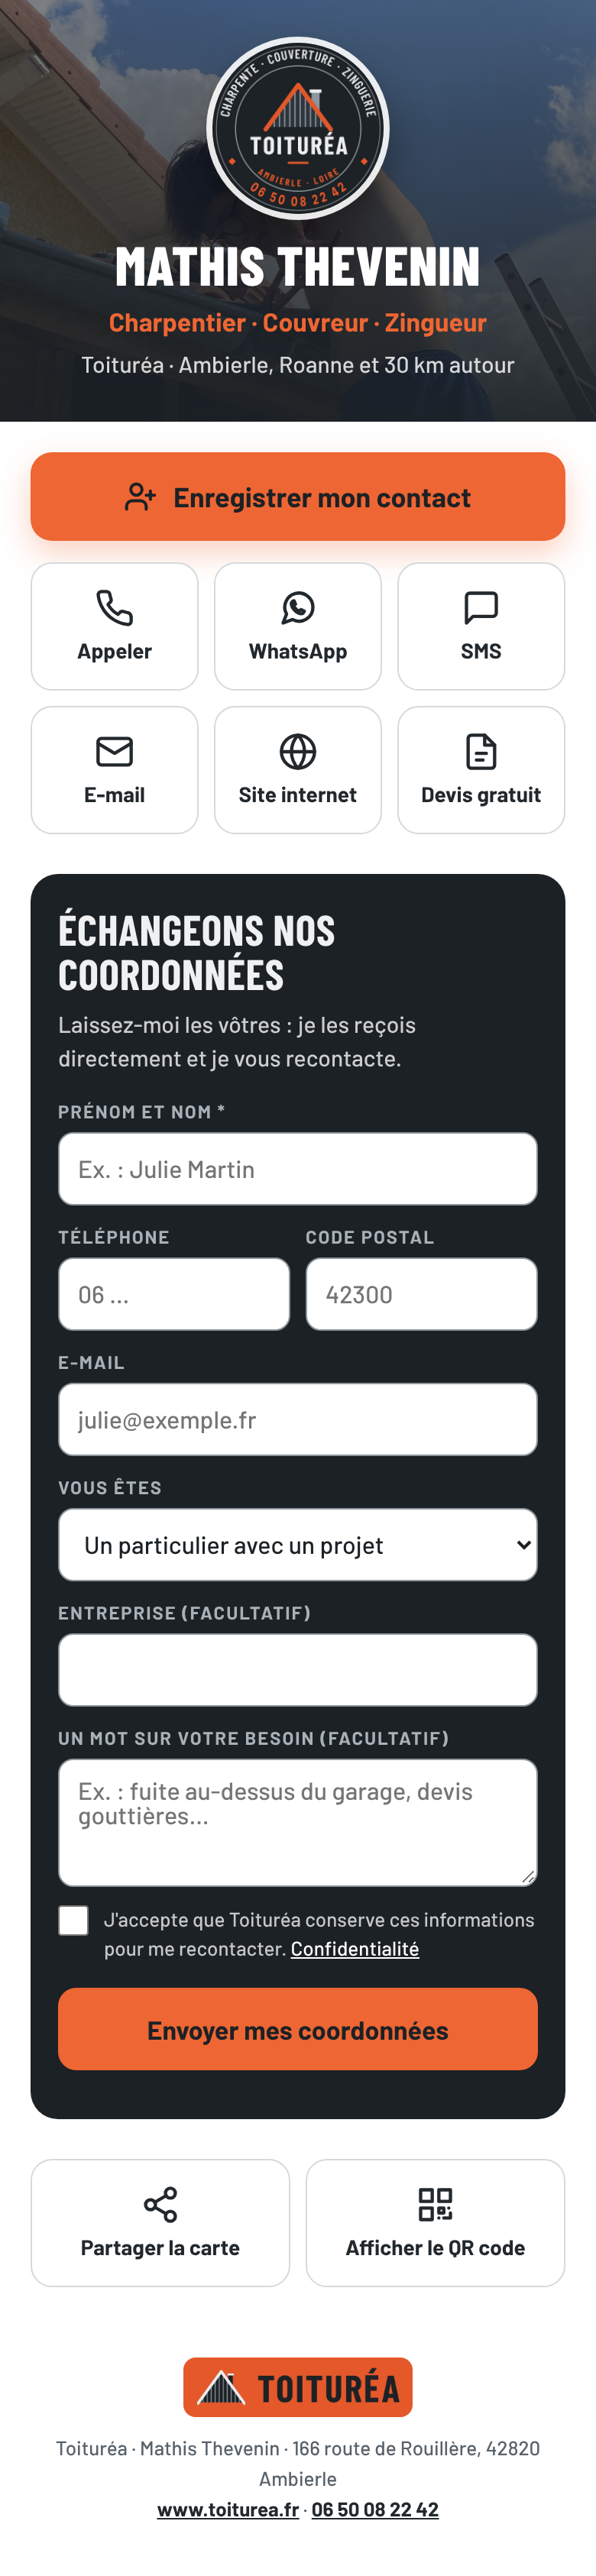 CHARPENTE · COUVERTURE · ZINGUERIE
TOITURÉA
AMBIERLE · LOIRE
06 50 08 22 42
MATHIS THEVENIN
Charpentier · Couvreur · Zingueur
Toituréa · Ambierle, Roanne et 30 km autour
Enregistrer mon contact
Appeler
WhatsApp
SMS
E-mail
Site internet
Devis gratuit
ÉCHANGEONS NOS
COORDONNÉES
Laissez-moi les vôtres : je les reçois
directement et je vous recontacte.
PRÉNOM ET NOM *
Ex. : Julie Martin
TÉLÉPHONE
CODE POSTAL
06 ...
42300
E-MAIL
julie@exemple.fr
VOUS ÊTES
Un particulier avec un projet
ENTREPRISE (FACULTATIF)
UN MOT SUR VOTRE BESOIN (FACULTATIF)
Ex. : fuite au-dessus du garage, devis
gouttières...
J'accepte que Toituréa conserve ces informations
pour me recontacter. Confidentialité
Envoyer mes coordonnées
Partager la carte
Afficher le QR code
TOITURÉA
Toituréa · Mathis Thevenin · 166 route de Rouillère, 42820
Ambierle
www.toiturea.fr · 06 50 08 22 42